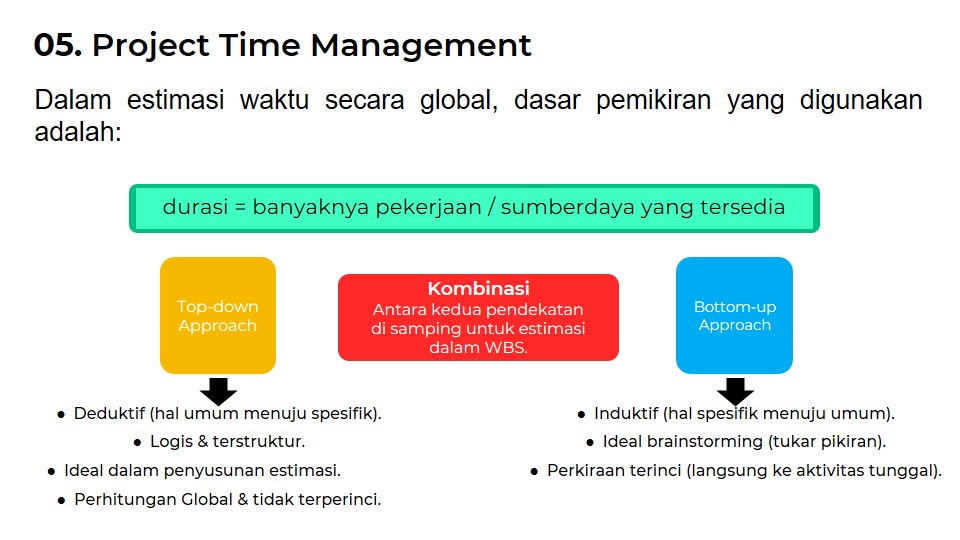 05. Project Time Management
Dalam estimasi waktu secara global, dasar pemikiran yang digunakan
adalah:
durasi = banyaknya pekerjaan / sumberdaya yang tersedia
Top-down
Approach
Kombinasi
Antara kedua pendekatan
di samping untuk estimasi
dalam WBS.
Bottom-up
Approach
● Deduktif (hal umum menuju spesifik).
● Logis & terstruktur.
● Ideal dalam penyusunan estimasi.
● Perhitungan Global & tidak terperinci.
● Induktif (hal spesifik menuju umum).
● Ideal brainstorming (tukar pikiran).
● Perkiraan terinci (langsung ke aktivitas tunggal).